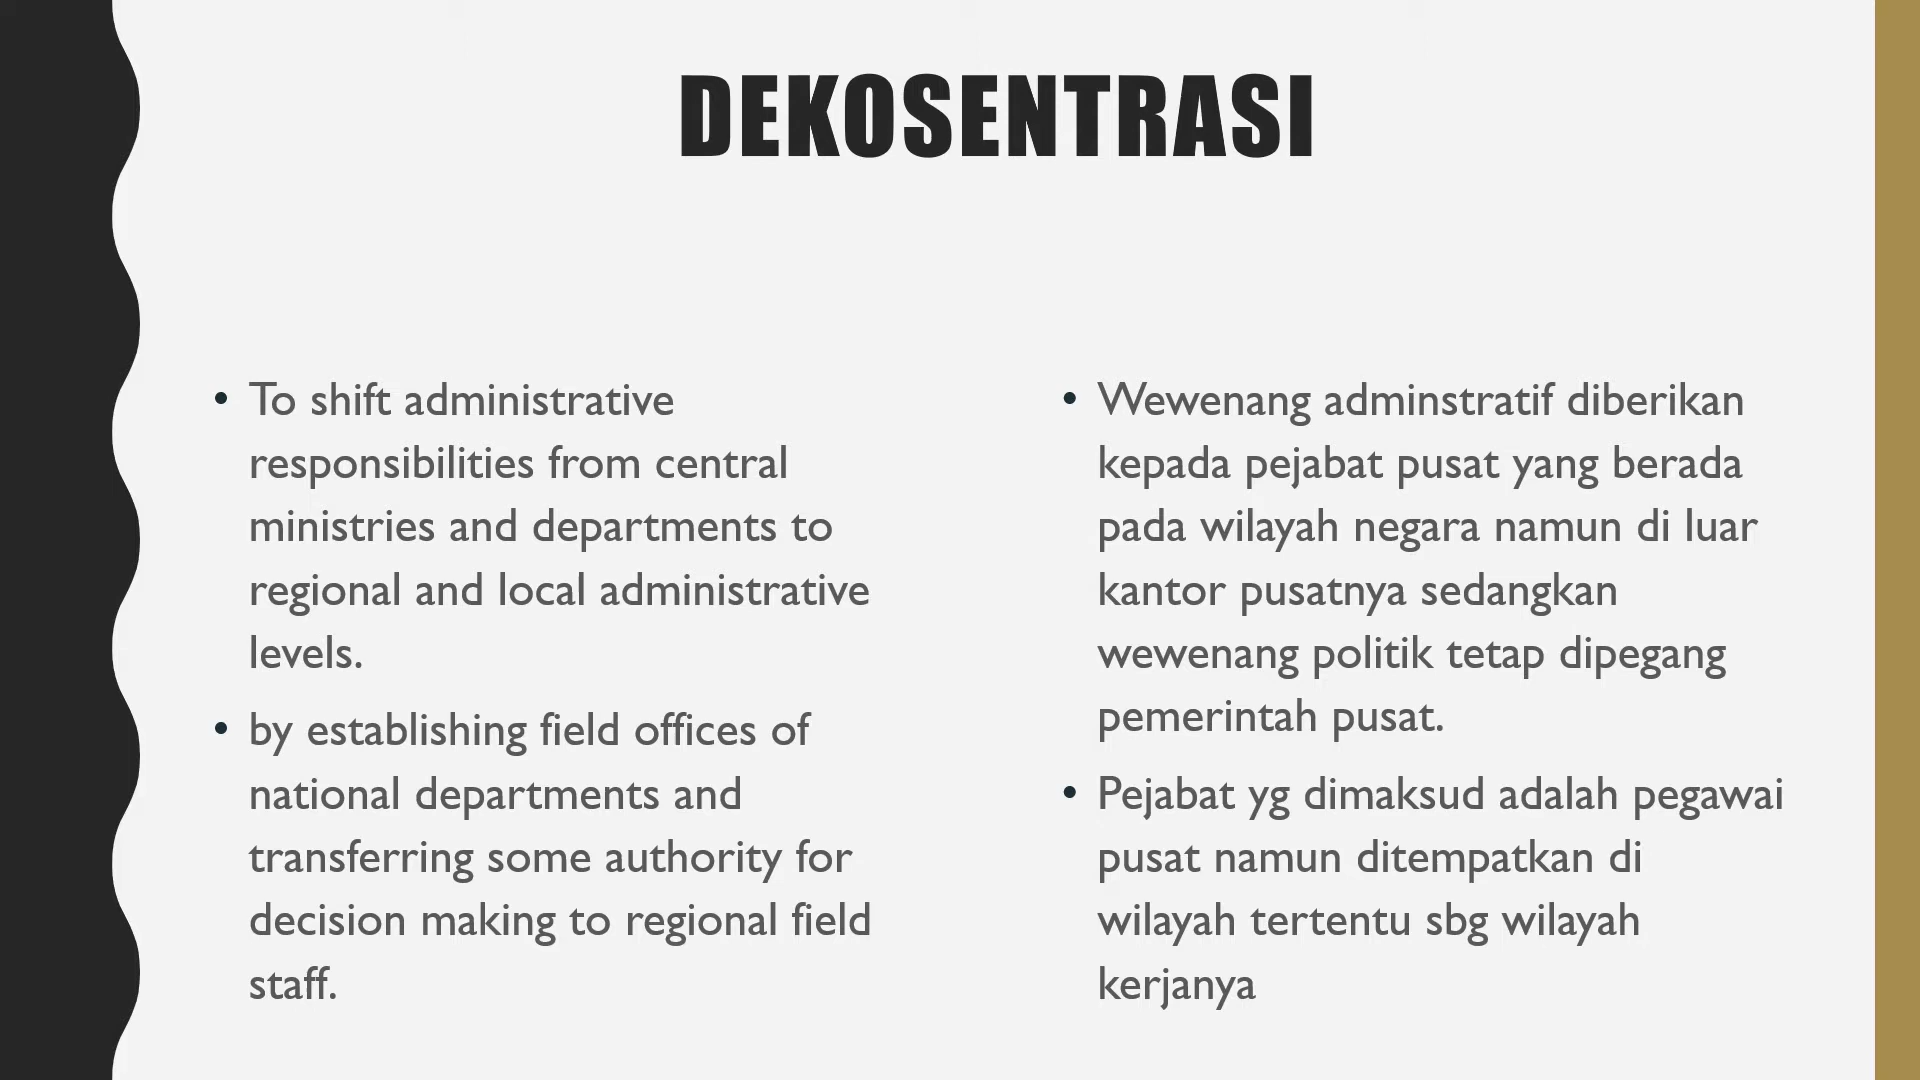 DEKOSENTRASI
• To shift administrative
responsibilities from central
ministries and departments to
regional and local administrative
levels.
• by establishing field offices of
national departments and
transferring some authority for
decision making to regional field
staff.
• Wewenang adminstratif diberikan
kepada pejabat pusat yang berada
pada wilayah negara namun di luar
kantor pusatnya sedangkan
wewenang politik tetap dipegang
pemerintah pusat.
• Pejabat yg dimaksud adalah pegawai
pusat namun ditempatkan di
wilayah tertentu sbg wilayah
kerjanya